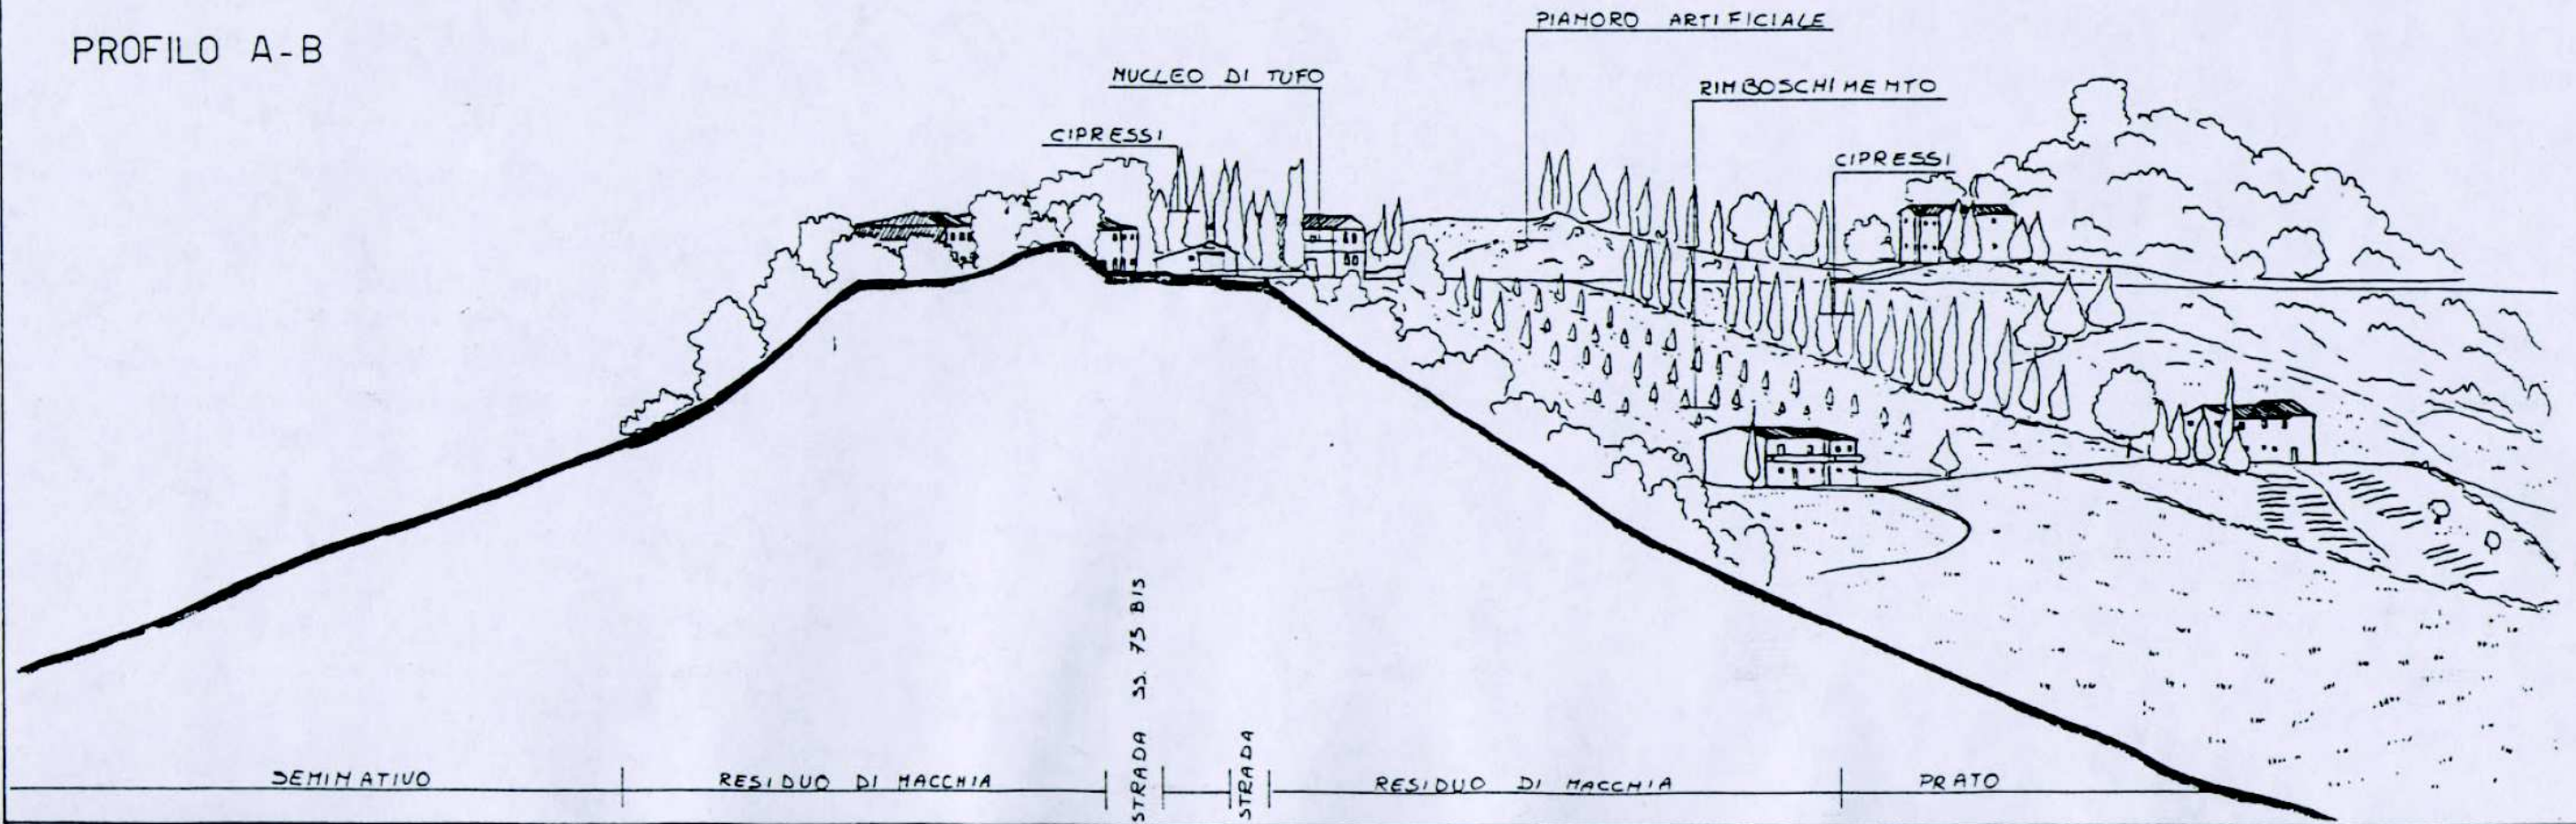 PROFILO A-B
PIANORO ARTIFICIALE
NUCLEO DI TUFO
RIMBOSCHIMENTO
CIPRESSI
CIPRESSI
SEMINATIVO
RESIDUO DI MACCHIA
STRADA SS. 75 BIS
STRADA
RESIDUO DI MACCHIA
PRATO